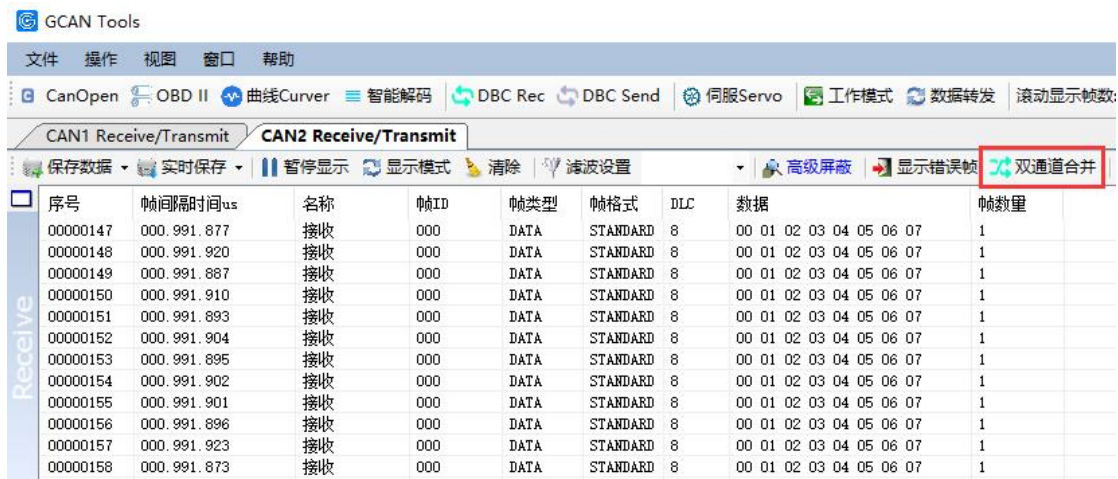 GCAN Tools
文件 操作 视图 窗口 帮助
CanOpen OBD II 曲线Curver 智能解码 DBC Rec DBC Send 伺服Servo 工作模式 数据转发 滚动显示帧数:
CAN1 Receive/Transmit CAN2 Receive/Transmit
保存数据 实时保存 暂停显示 显示模式 清除 滤波设置 高级屏蔽 显示错误帧 双通道合并
序号 帧间隔时间us 名称 帧ID 帧类型 帧格式 DLC 数据 帧数量
00000147 000.991.877 接收 000 DATA STANDARD 8 00 01 02 03 04 05 06 07 1
00000148 000.991.920 接收 000 DATA STANDARD 8 00 01 02 03 04 05 06 07 1
00000149 000.991.887 接收 000 DATA STANDARD 8 00 01 02 03 04 05 06 07 1
00000150 000.991.910 接收 000 DATA STANDARD 8 00 01 02 03 04 05 06 07 1
00000151 000.991.893 接收 000 DATA STANDARD 8 00 01 02 03 04 05 06 07 1
00000152 000.991.904 接收 000 DATA STANDARD 8 00 01 02 03 04 05 06 07 1
00000153 000.991.895 接收 000 DATA STANDARD 8 00 01 02 03 04 05 06 07 1
00000154 000.991.902 接收 000 DATA STANDARD 8 00 01 02 03 04 05 06 07 1
00000155 000.991.901 接收 000 DATA STANDARD 8 00 01 02 03 04 05 06 07 1
00000156 000.991.896 接收 000 DATA STANDARD 8 00 01 02 03 04 05 06 07 1
00000157 000.991.923 接收 000 DATA STANDARD 8 00 01 02 03 04 05 06 07 1
00000158 000.991.873 接收 000 DATA STANDARD 8 00 01 02 03 04 05 06 07 1
Receive